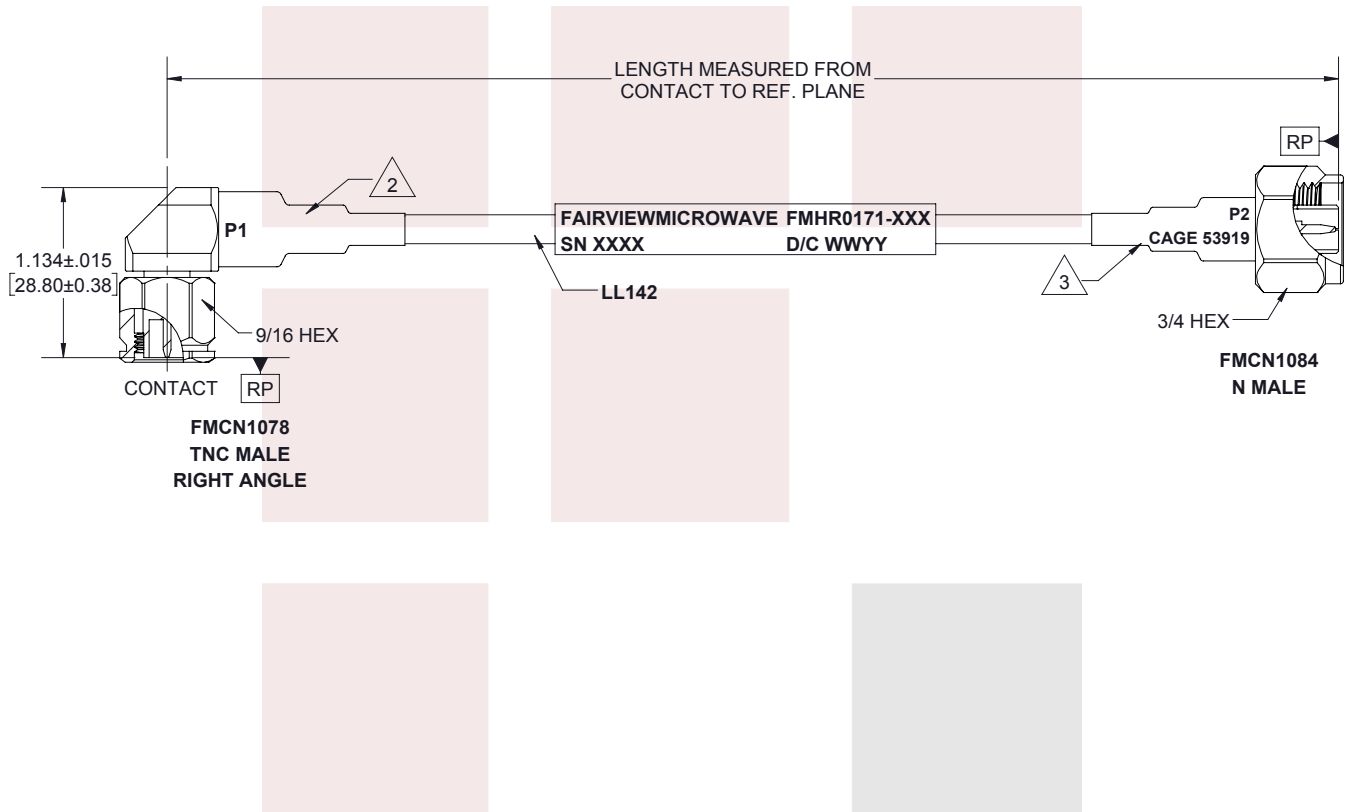 LENGTH MEASURED FROM
CONTACT TO REF. PLANE
RP
2
P1
FAIRVIEWMICROWAVE FMHR0171-XXX
SN XXXX D/C WWYY
P2
CAGE 53919
1.134±.015
[28.80±0.38]
LL142
3
9/16 HEX
3/4 HEX
CONTACT
RP
FMCN1084
N MALE
FMCN1078
TNC MALE
RIGHT ANGLE